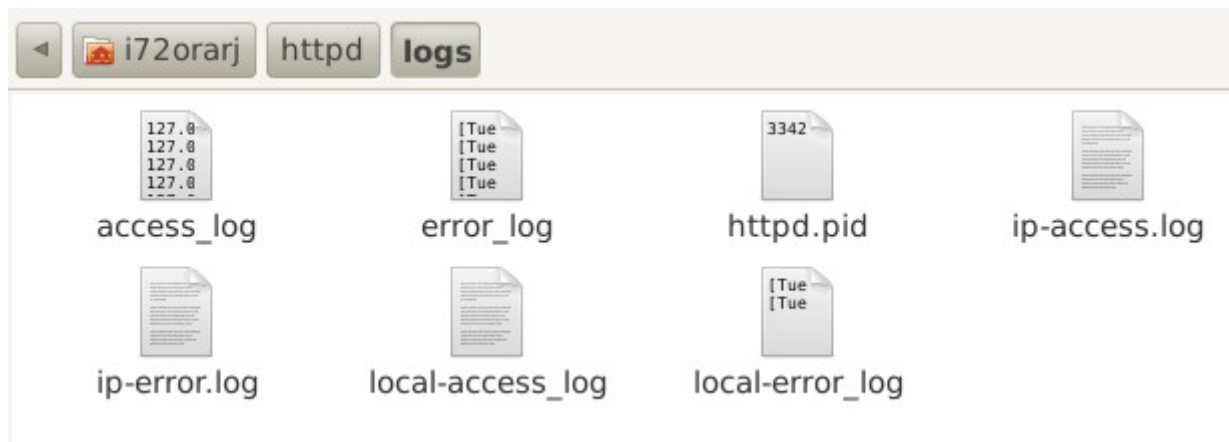 i72orarj httpd logs
127.0
127.0
127.0
127.0
[Tue
[Tue
[Tue
[Tue
3342
access_log error_log httpd.pid ip-access.log
[Tue
[Tue
ip-error.log local-access_log local-error_log